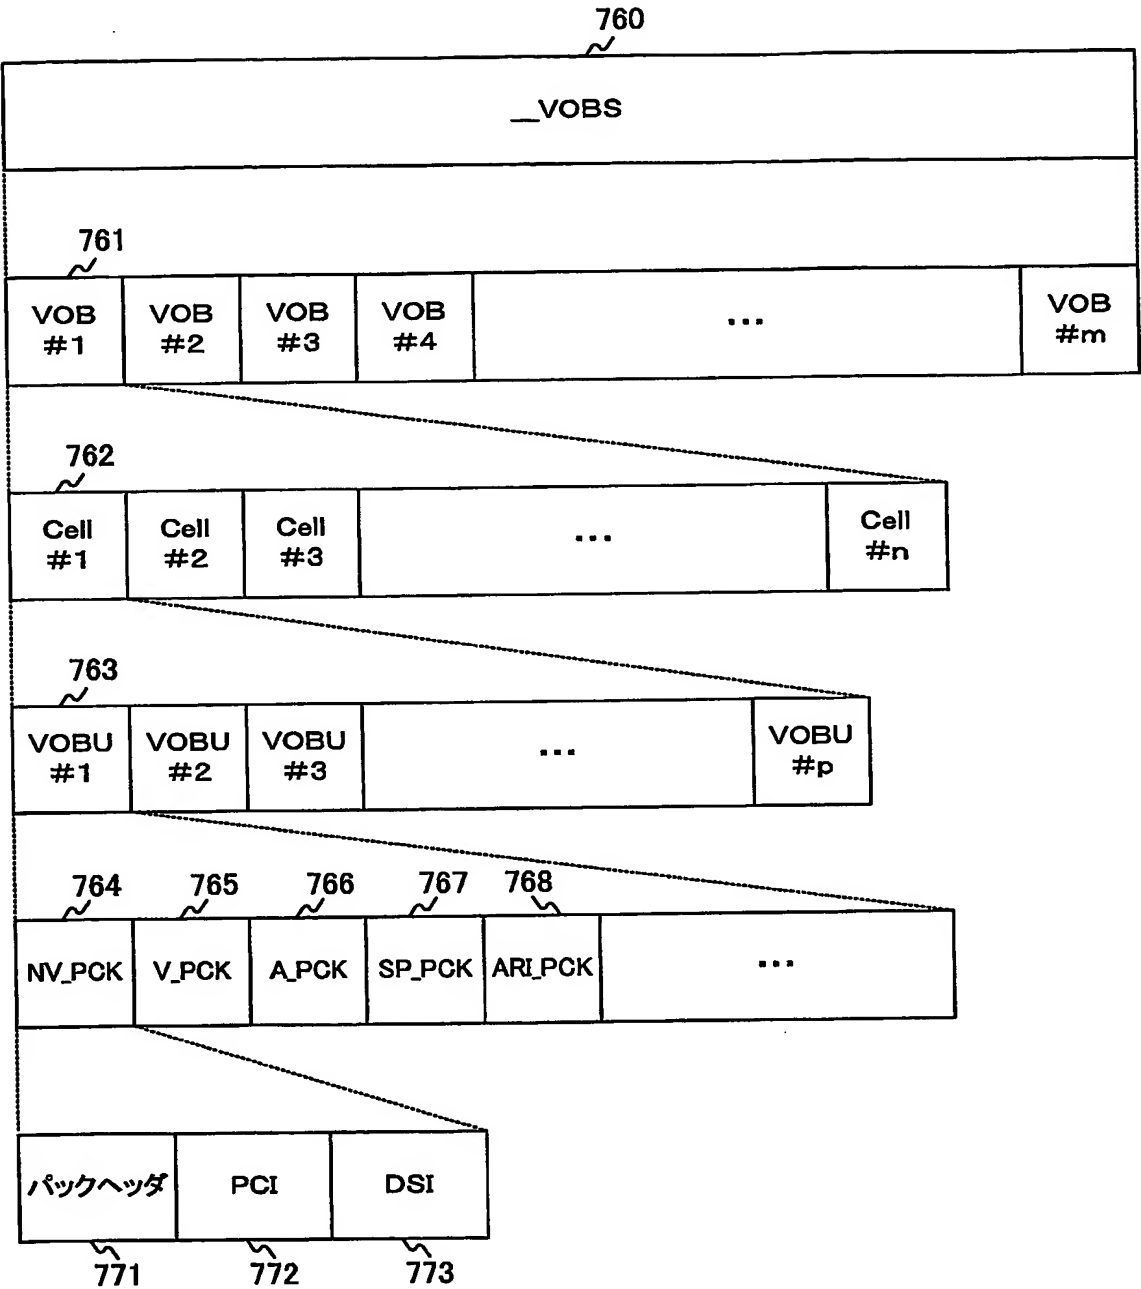 760
__VOBS
761
VOB
#1
VOB
#2
VOB
#3
VOB
#4
...
VOB
#m
762
Cell
#1
Cell
#2
Cell
#3
...
Cell
#n
763
VOBU
#1
VOBU
#2
VOBU
#3
...
VOBU
#p
764
765
766
767
768
NV_PCK
V_PCK
A_PCK
SP_PCK
ARI_PCK
...
パックヘッダ
PCI
DSI
771
772
773